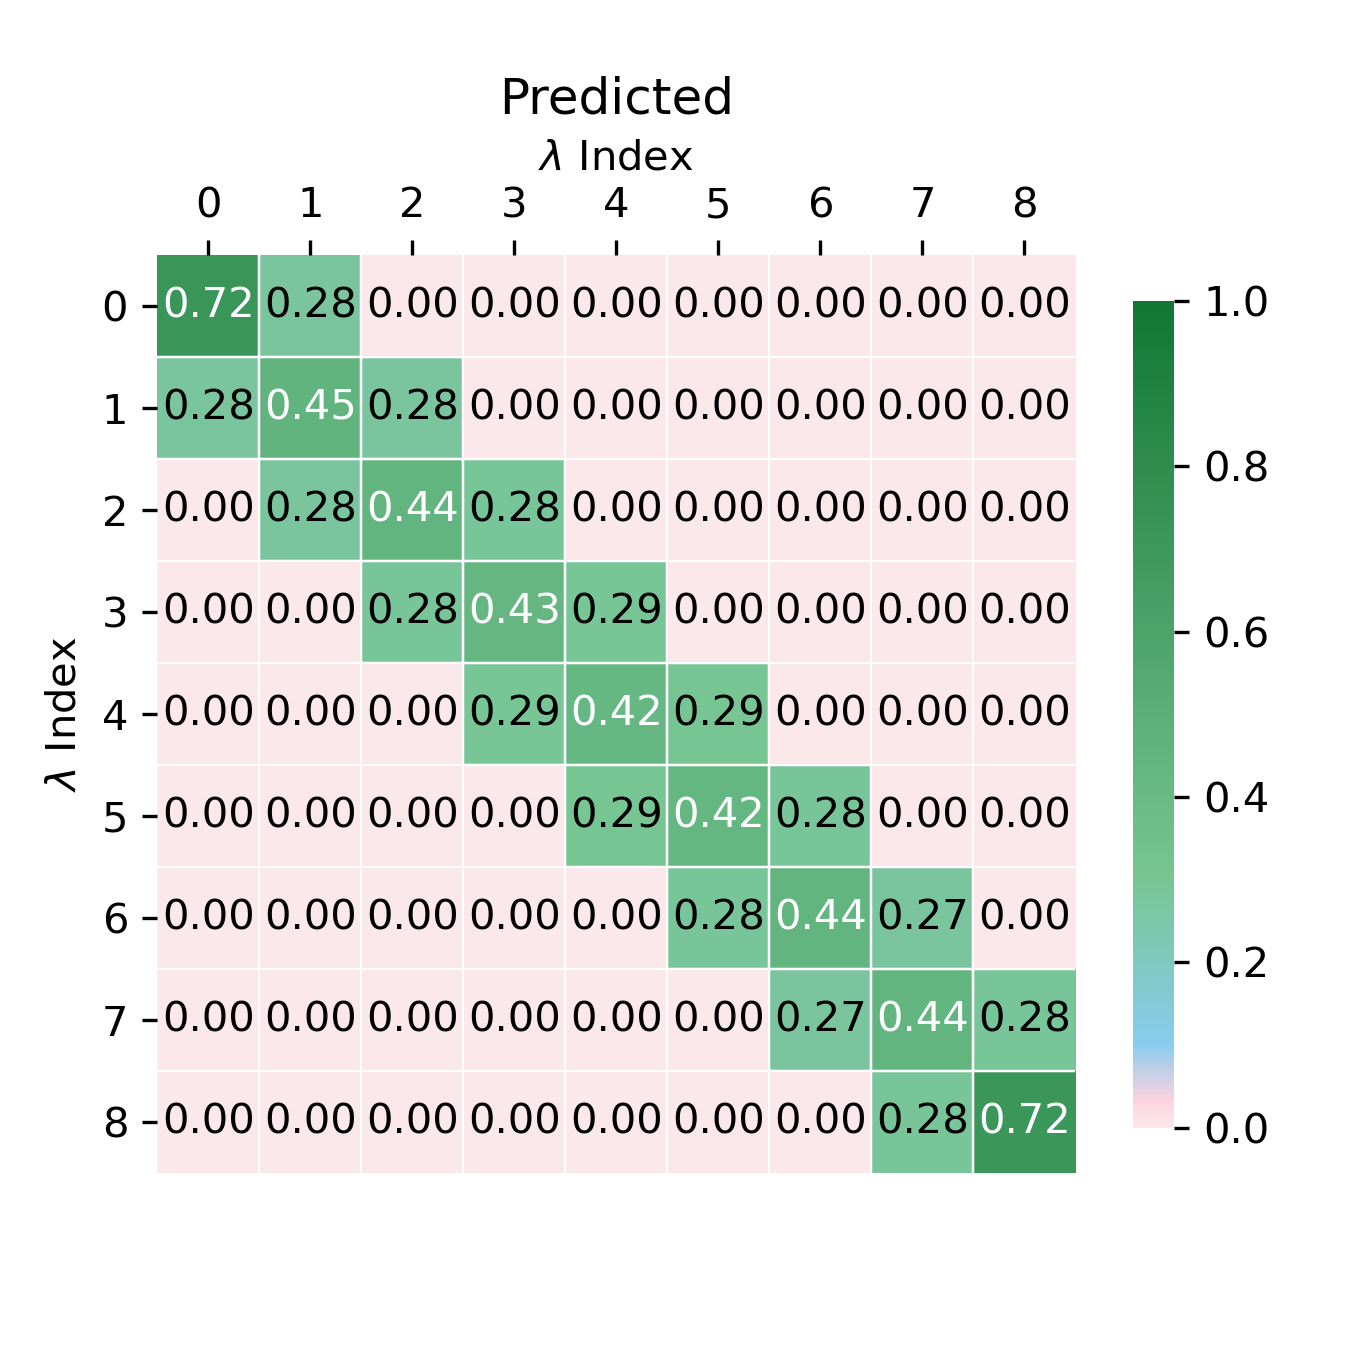 Predicted
λ Index
0 1 2 3 4 5 6 7 8
0 0.72 0.28 0.00 0.00 0.00 0.00 0.00 0.00 0.00
1 0.28 0.45 0.28 0.00 0.00 0.00 0.00 0.00 0.00
2 0.00 0.28 0.44 0.28 0.00 0.00 0.00 0.00 0.00
3 0.00 0.00 0.28 0.43 0.29 0.00 0.00 0.00 0.00
4 0.00 0.00 0.00 0.29 0.42 0.29 0.00 0.00 0.00
5 0.00 0.00 0.00 0.00 0.29 0.42 0.28 0.00 0.00
6 0.00 0.00 0.00 0.00 0.00 0.28 0.44 0.27 0.00
7 0.00 0.00 0.00 0.00 0.00 0.00 0.27 0.44 0.28
8 0.00 0.00 0.00 0.00 0.00 0.00 0.00 0.28 0.72
λ Index
1.0
0.8
0.6
0.4
0.2
0.0